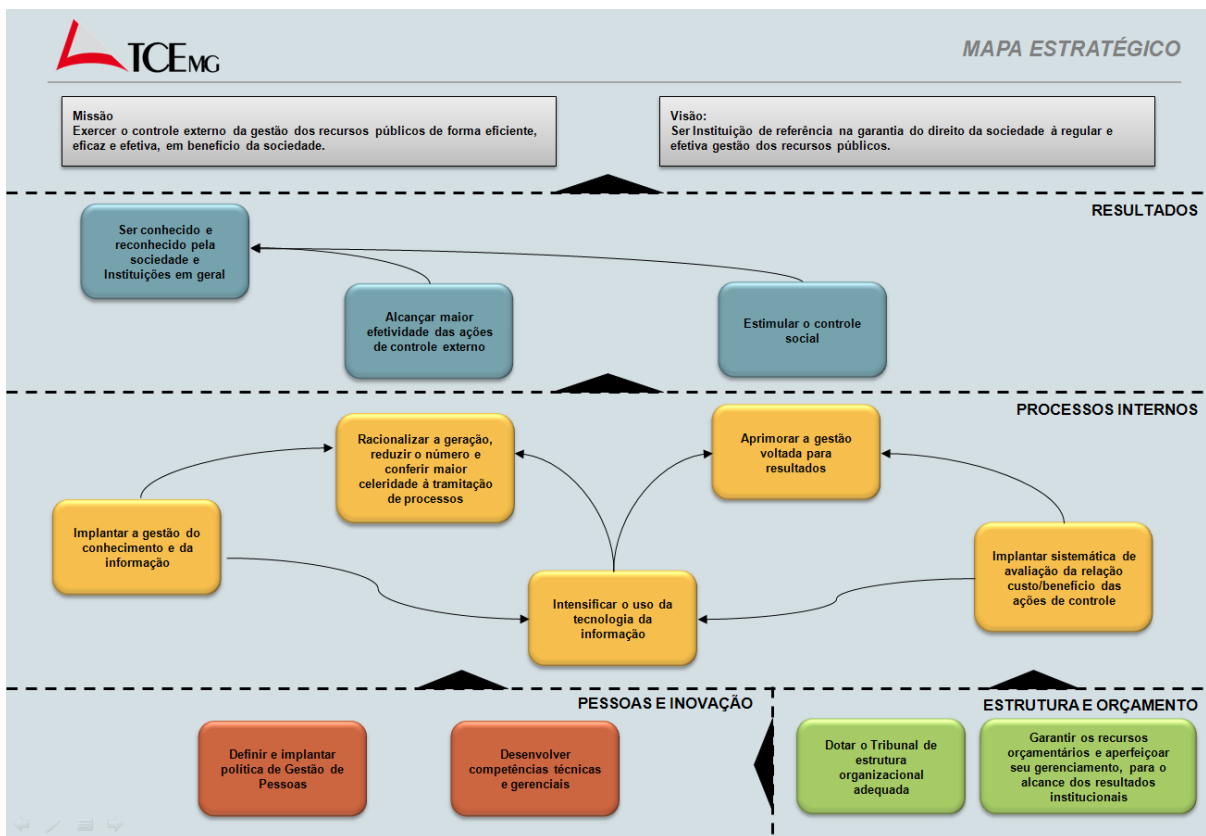 TCEMG
MAPA ESTRATÉGICO
Missão
Exercer o controle externo da gestão dos recursos públicos de forma eficiente,
eficaz e efetiva, em benefício da sociedade.
Visão:
Ser Instituição de referência na garantia do direito da sociedade à regular e
efetiva gestão dos recursos públicos.
RESULTADOS
Ser conhecido e
reconhecido pela
sociedade e
Instituições em geral
Alcançar maior
efetividade das ações
de controle externo
Estimular o controle
social
PROCESSOS INTERNOS
Racionalizar a geração,
reduzir o número e
conferir maior
celeridade à tramitação
de processos
Aprimorar a gestão
voltada para
resultados
Implantar a gestão do
conhecimento e da
informação
Intensificar o uso da
tecnologia da
informação
Implantar sistemática de
avaliação da relação
custo/benefício das
ações de controle
PESSOAS E INOVAÇÃO
Definir e implantar
política de Gestão de
Pessoas
Desenvolver
competências técnicas
e gerenciais
ESTRUTURA E ORÇAMENTO
Dotar o Tribunal de
estrutura
organizacional
adequada
Garantir os recursos
orçamentários e aperfeiçoar
seu gerenciamento, para o
alcance dos resultados
institucionais